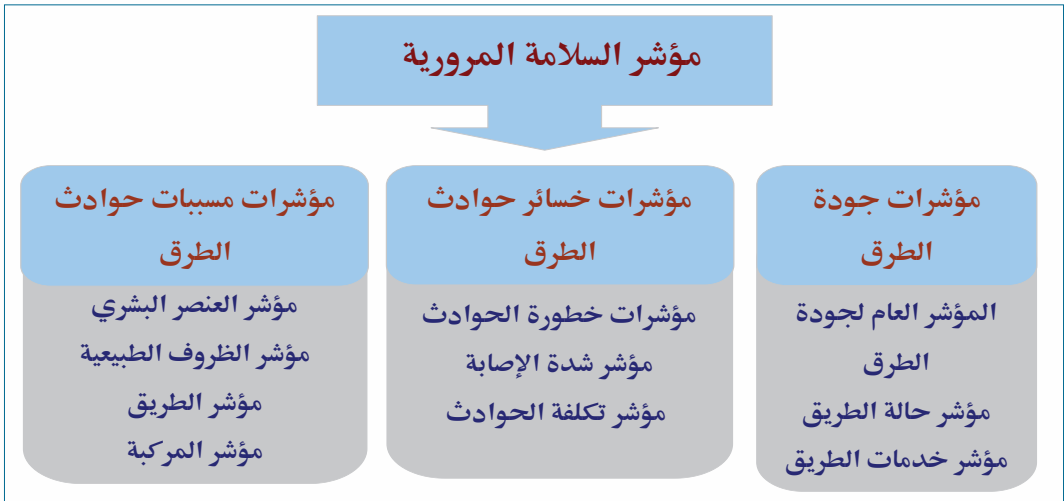 مؤشر السلامة المرورية
مؤشرات جودة
الطرق
المؤشر العام لجودة
الطرق
مؤشر حالة الطريق
مؤشر خدمات الطريق
مؤشرات خسائر حوادث
الطرق
مؤشرات خطورة الحوادث
مؤشر شدة الإصابة
مؤشر تكلفة الحوادث
مؤشرات مسببات حوادث
الطرق
مؤشر العنصر البشري
مؤشر الظروف الطبيعية
مؤشر الطريق
مؤشر المركبة